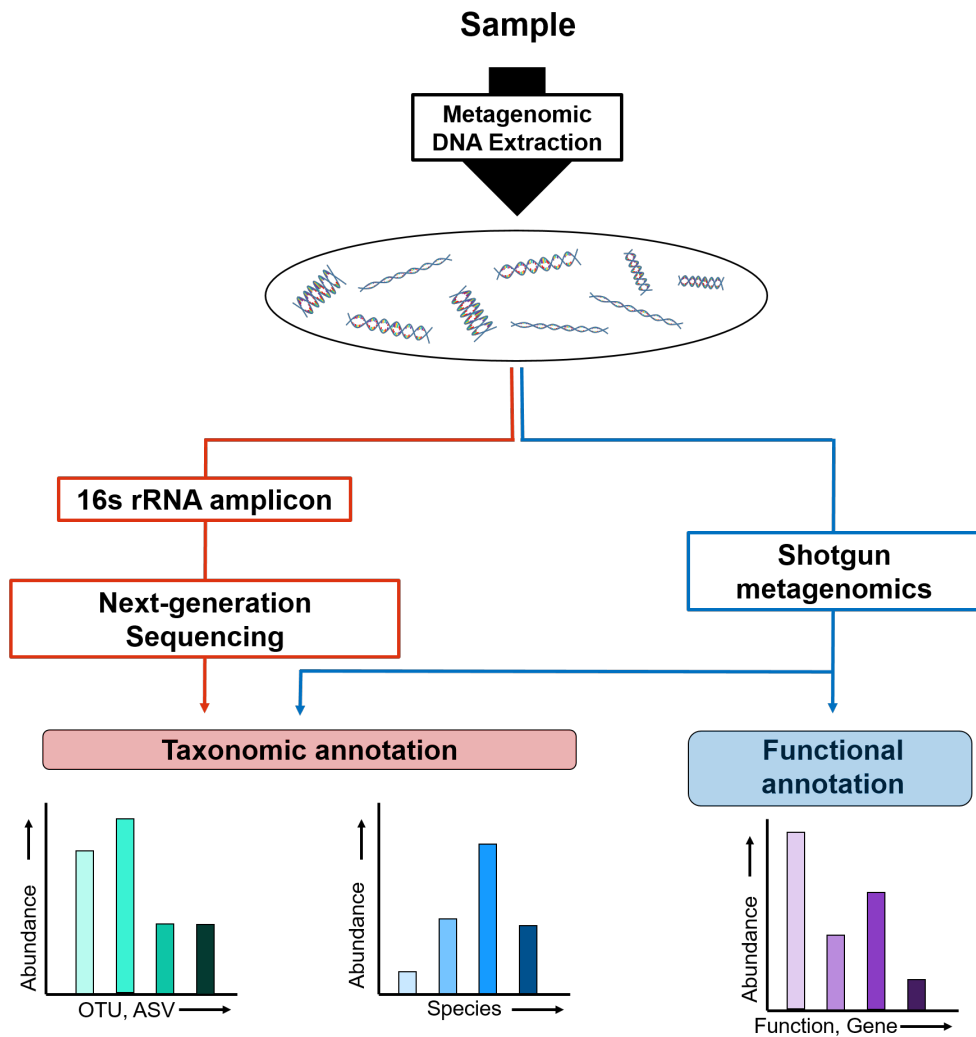 Sample
Metagenomic
DNA Extraction
16s rRNA amplicon
Next-generation
Sequencing
Shotgun
metagenomics
Taxonomic annotation
Functional
annotation
Abundance
OTU, ASV
Abundance
Species
Abundance
Function, Gene